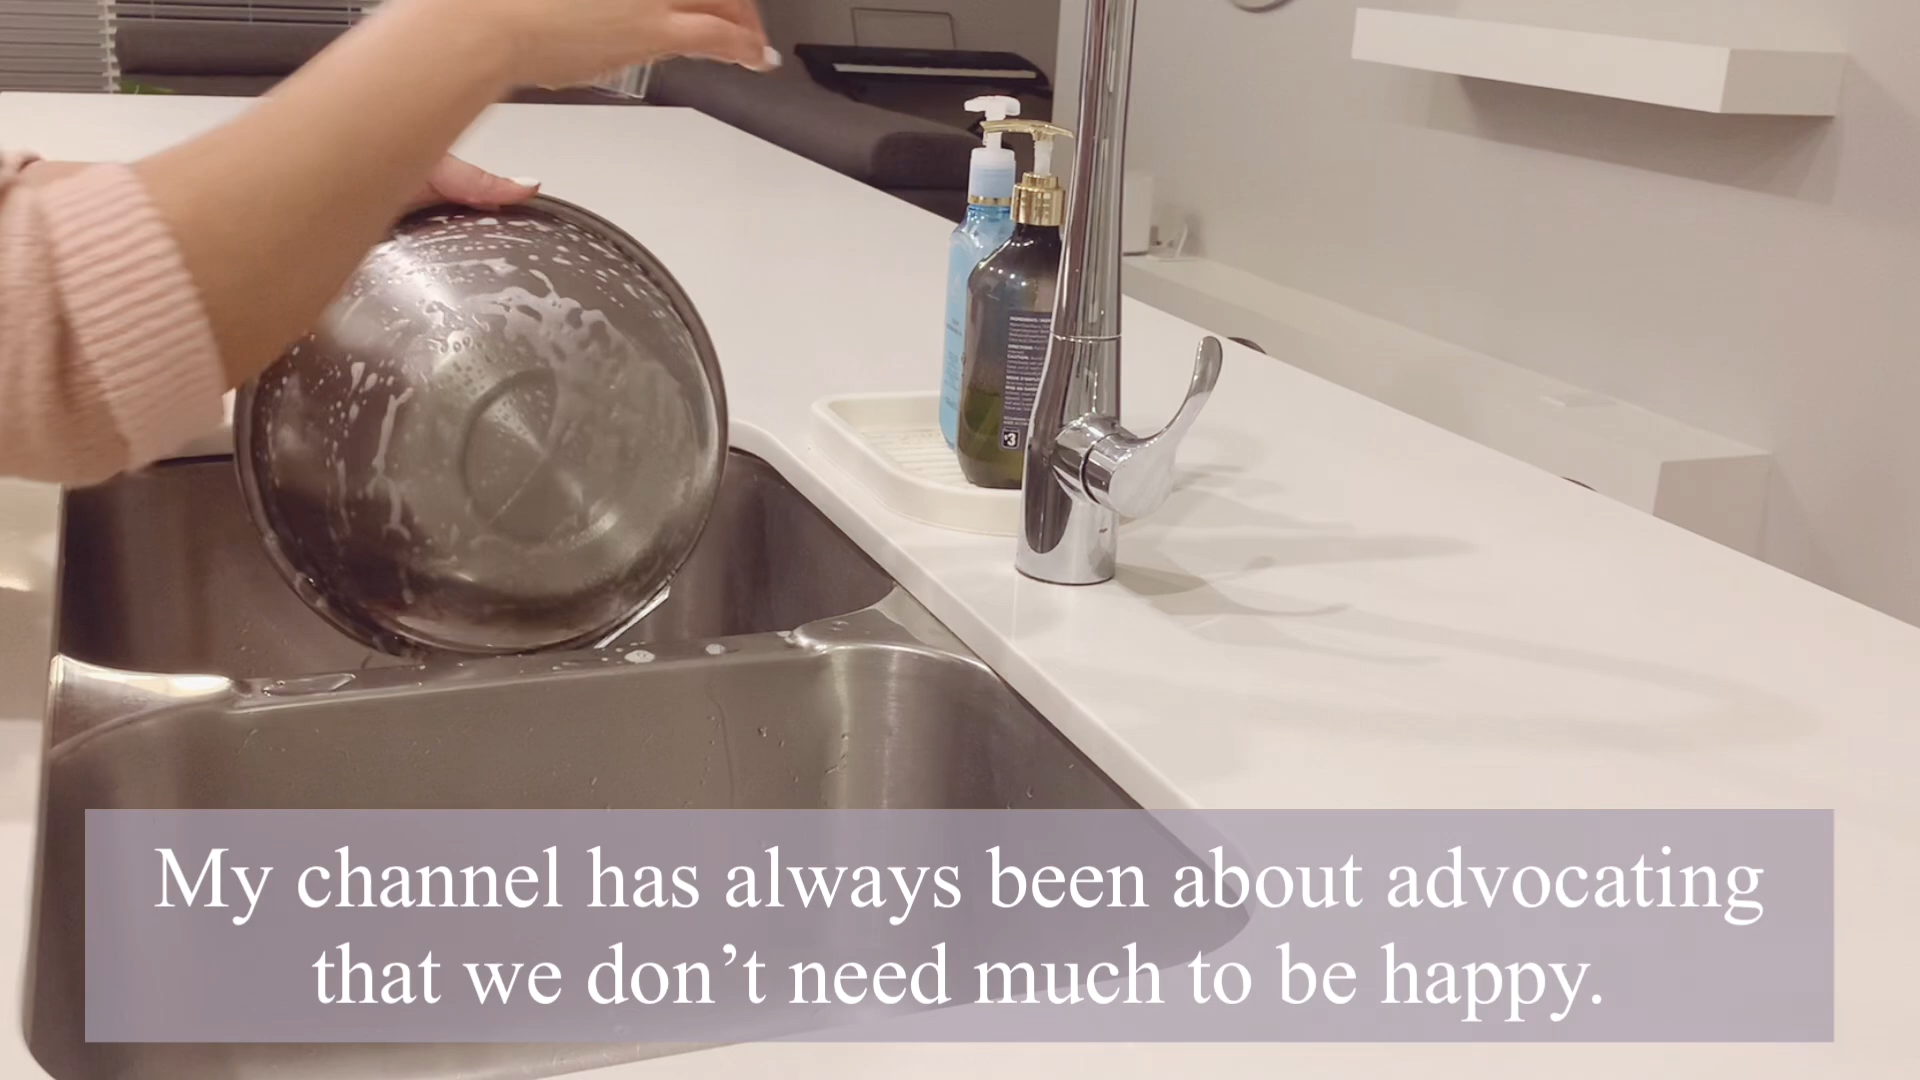 My channel has always been about advocating
that we don’t need much to be happy.